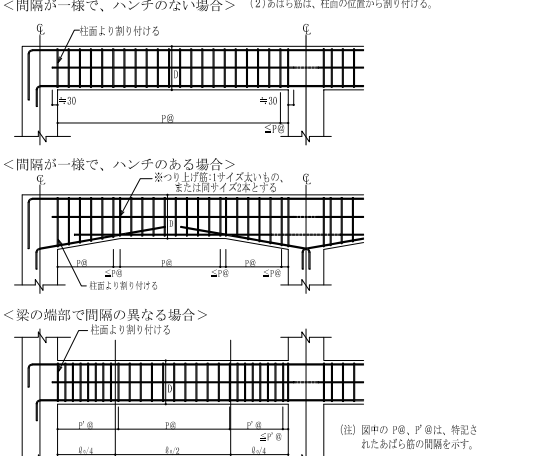 ＜間隔が一様で、ハンチのない場合＞ (２)あばら筋は、柱面の位置から割り付ける。
柱面より割り付ける
D
≒30 ≒30
P@
≦P@
＜間隔が一様で、ハンチのある場合＞
※つり上げ筋:1サイズ太いもの、
または同サイズ2本とする
D
P@ P@ P@
≦P@ ≦P@ ≦P@
柱面より割り付ける
＜梁の端部で間隔の異なる場合＞
柱面より割り付ける
D
P'@ P@ P'@
≦P'@
ℓ₀/4 ℓ₀/2 ℓ₀/4
(注) 図中の P@、P'@は、特記さ
れたあばら筋の間隔を示す。